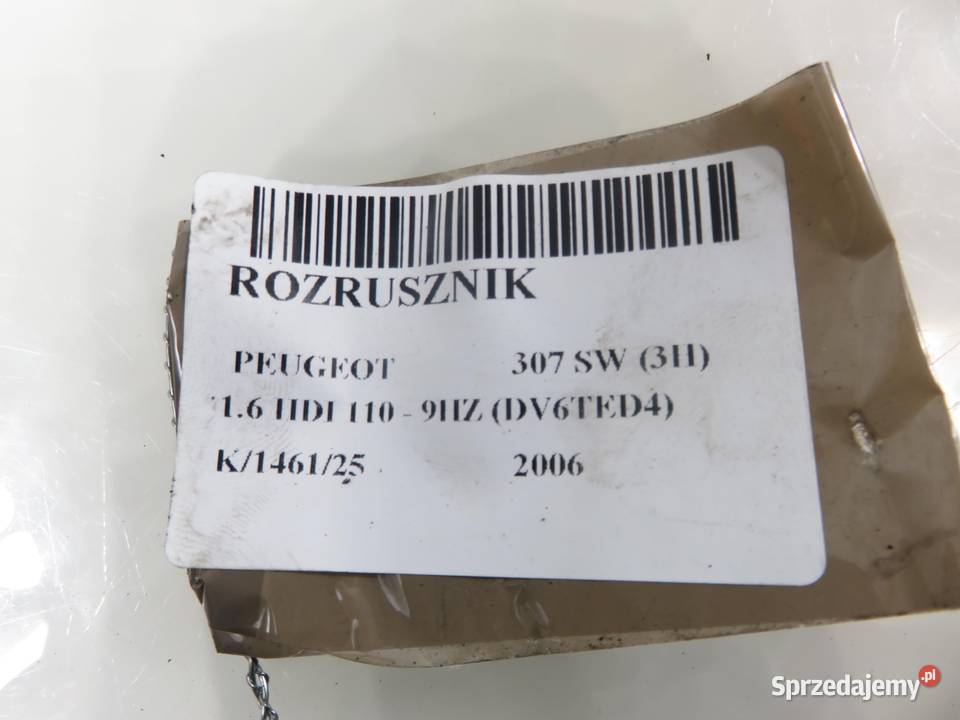 ROZRUSZNIK
PEUGEOT 307 SW (3H)
1.6 HDI 110 - 9HZ (DV6TED4)
K/1461/25 2006
Sprzedajemy.pl